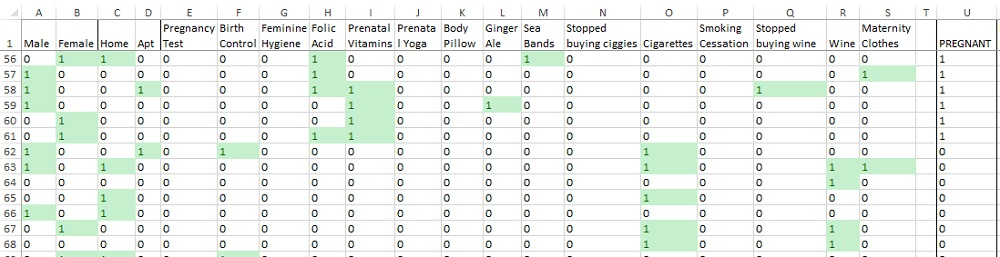 A B C D E F G H I J K L M N O P Q R S T U
Pregnancy Birth Feminine Folic Prenatal Prenata Body Ginger Sea Stopped Smoking Stopped Maternity
1 Male Female Home Apt Test Control Hygiene Acid Vitamins l Yoga Pillow Ale Bands buying ciggies Cigarettes Cessation buying wine Wine Clothes PREGNANT
56 0 1 1 0 0 0 0 1 0 0 0 0 1 0 0 0 0 0 0 1
57 1 0 0 0 0 0 0 1 0 0 0 0 0 0 0 0 0 0 1 1
58 1 0 0 1 0 0 0 1 1 0 0 0 0 0 0 0 1 0 0 1
59 1 0 0 0 0 0 0 0 1 0 0 1 0 0 0 0 0 0 0 1
60 0 1 0 0 0 0 0 0 1 0 0 0 0 0 0 0 0 0 0 1
61 0 1 0 0 0 0 0 1 1 0 0 0 0 0 0 0 0 0 0 1
62 1 0 0 1 0 1 0 0 0 0 0 0 0 0 1 0 0 0 0 0
63 1 0 1 0 0 0 0 0 0 0 0 0 0 0 1 0 0 1 1 0
64 0 0 0 0 0 0 0 0 0 0 0 0 0 0 0 0 0 1 0 0
65 0 0 1 0 0 0 0 0 0 0 0 0 0 0 1 0 0 0 0 0
66 1 0 1 0 0 0 0 0 0 0 0 0 0 0 0 0 0 0 0 0
67 0 1 0 0 0 0 0 0 0 0 0 0 0 0 1 0 0 1 0 0
68 0 0 0 0 0 0 0 0 0 0 0 0 0 0 1 0 0 1 0 0